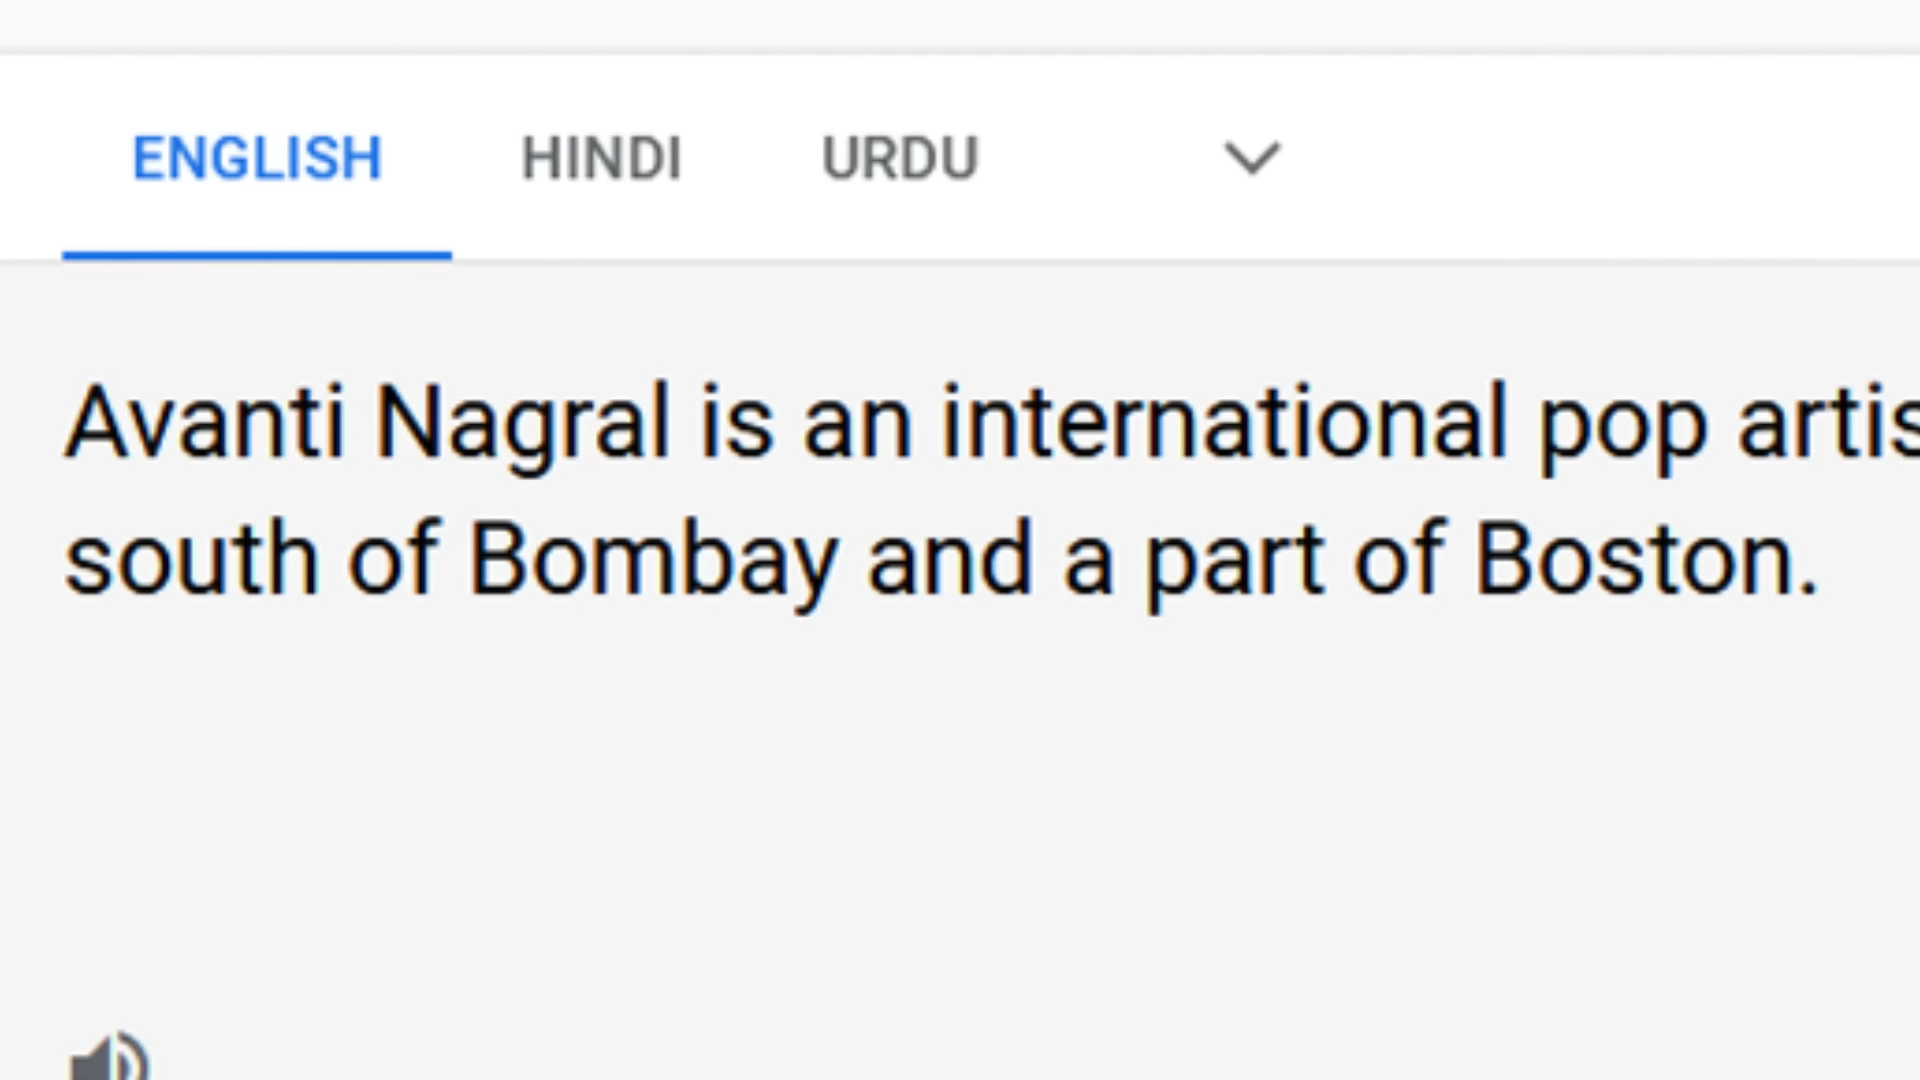 ENGLISH HINDI URDU
Avanti Nagral is an international pop
south of Bombay and a part of Boston.